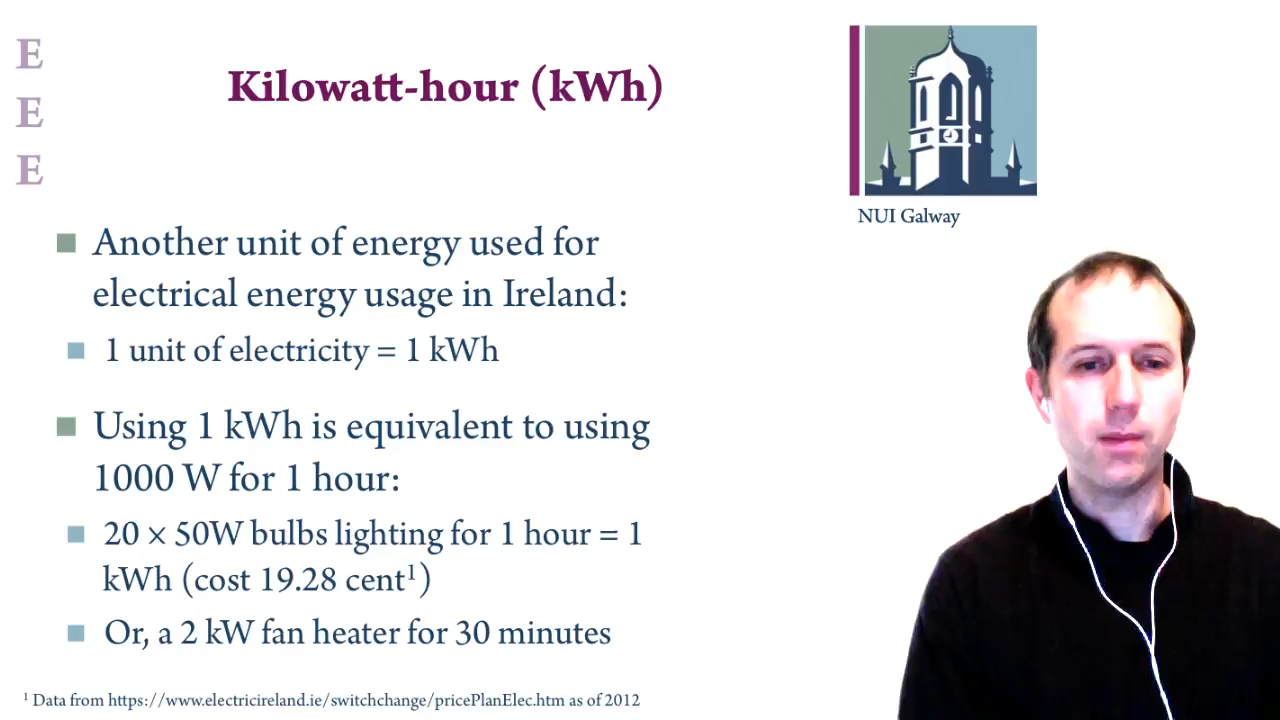 E
E
E
Kilowatt-hour (kWh)
NUI Galway
Another unit of energy used for
electrical energy usage in Ireland:
1 unit of electricity = 1 kWh
Using 1 kWh is equivalent to using
1000 W for 1 hour:
20 × 50W bulbs lighting for 1 hour = 1
kWh (cost 19.28 cent¹)
Or, a 2 kW fan heater for 30 minutes
¹ Data from https://www.electricireland.ie/switchchange/pricePlanElec.htm as of 2012